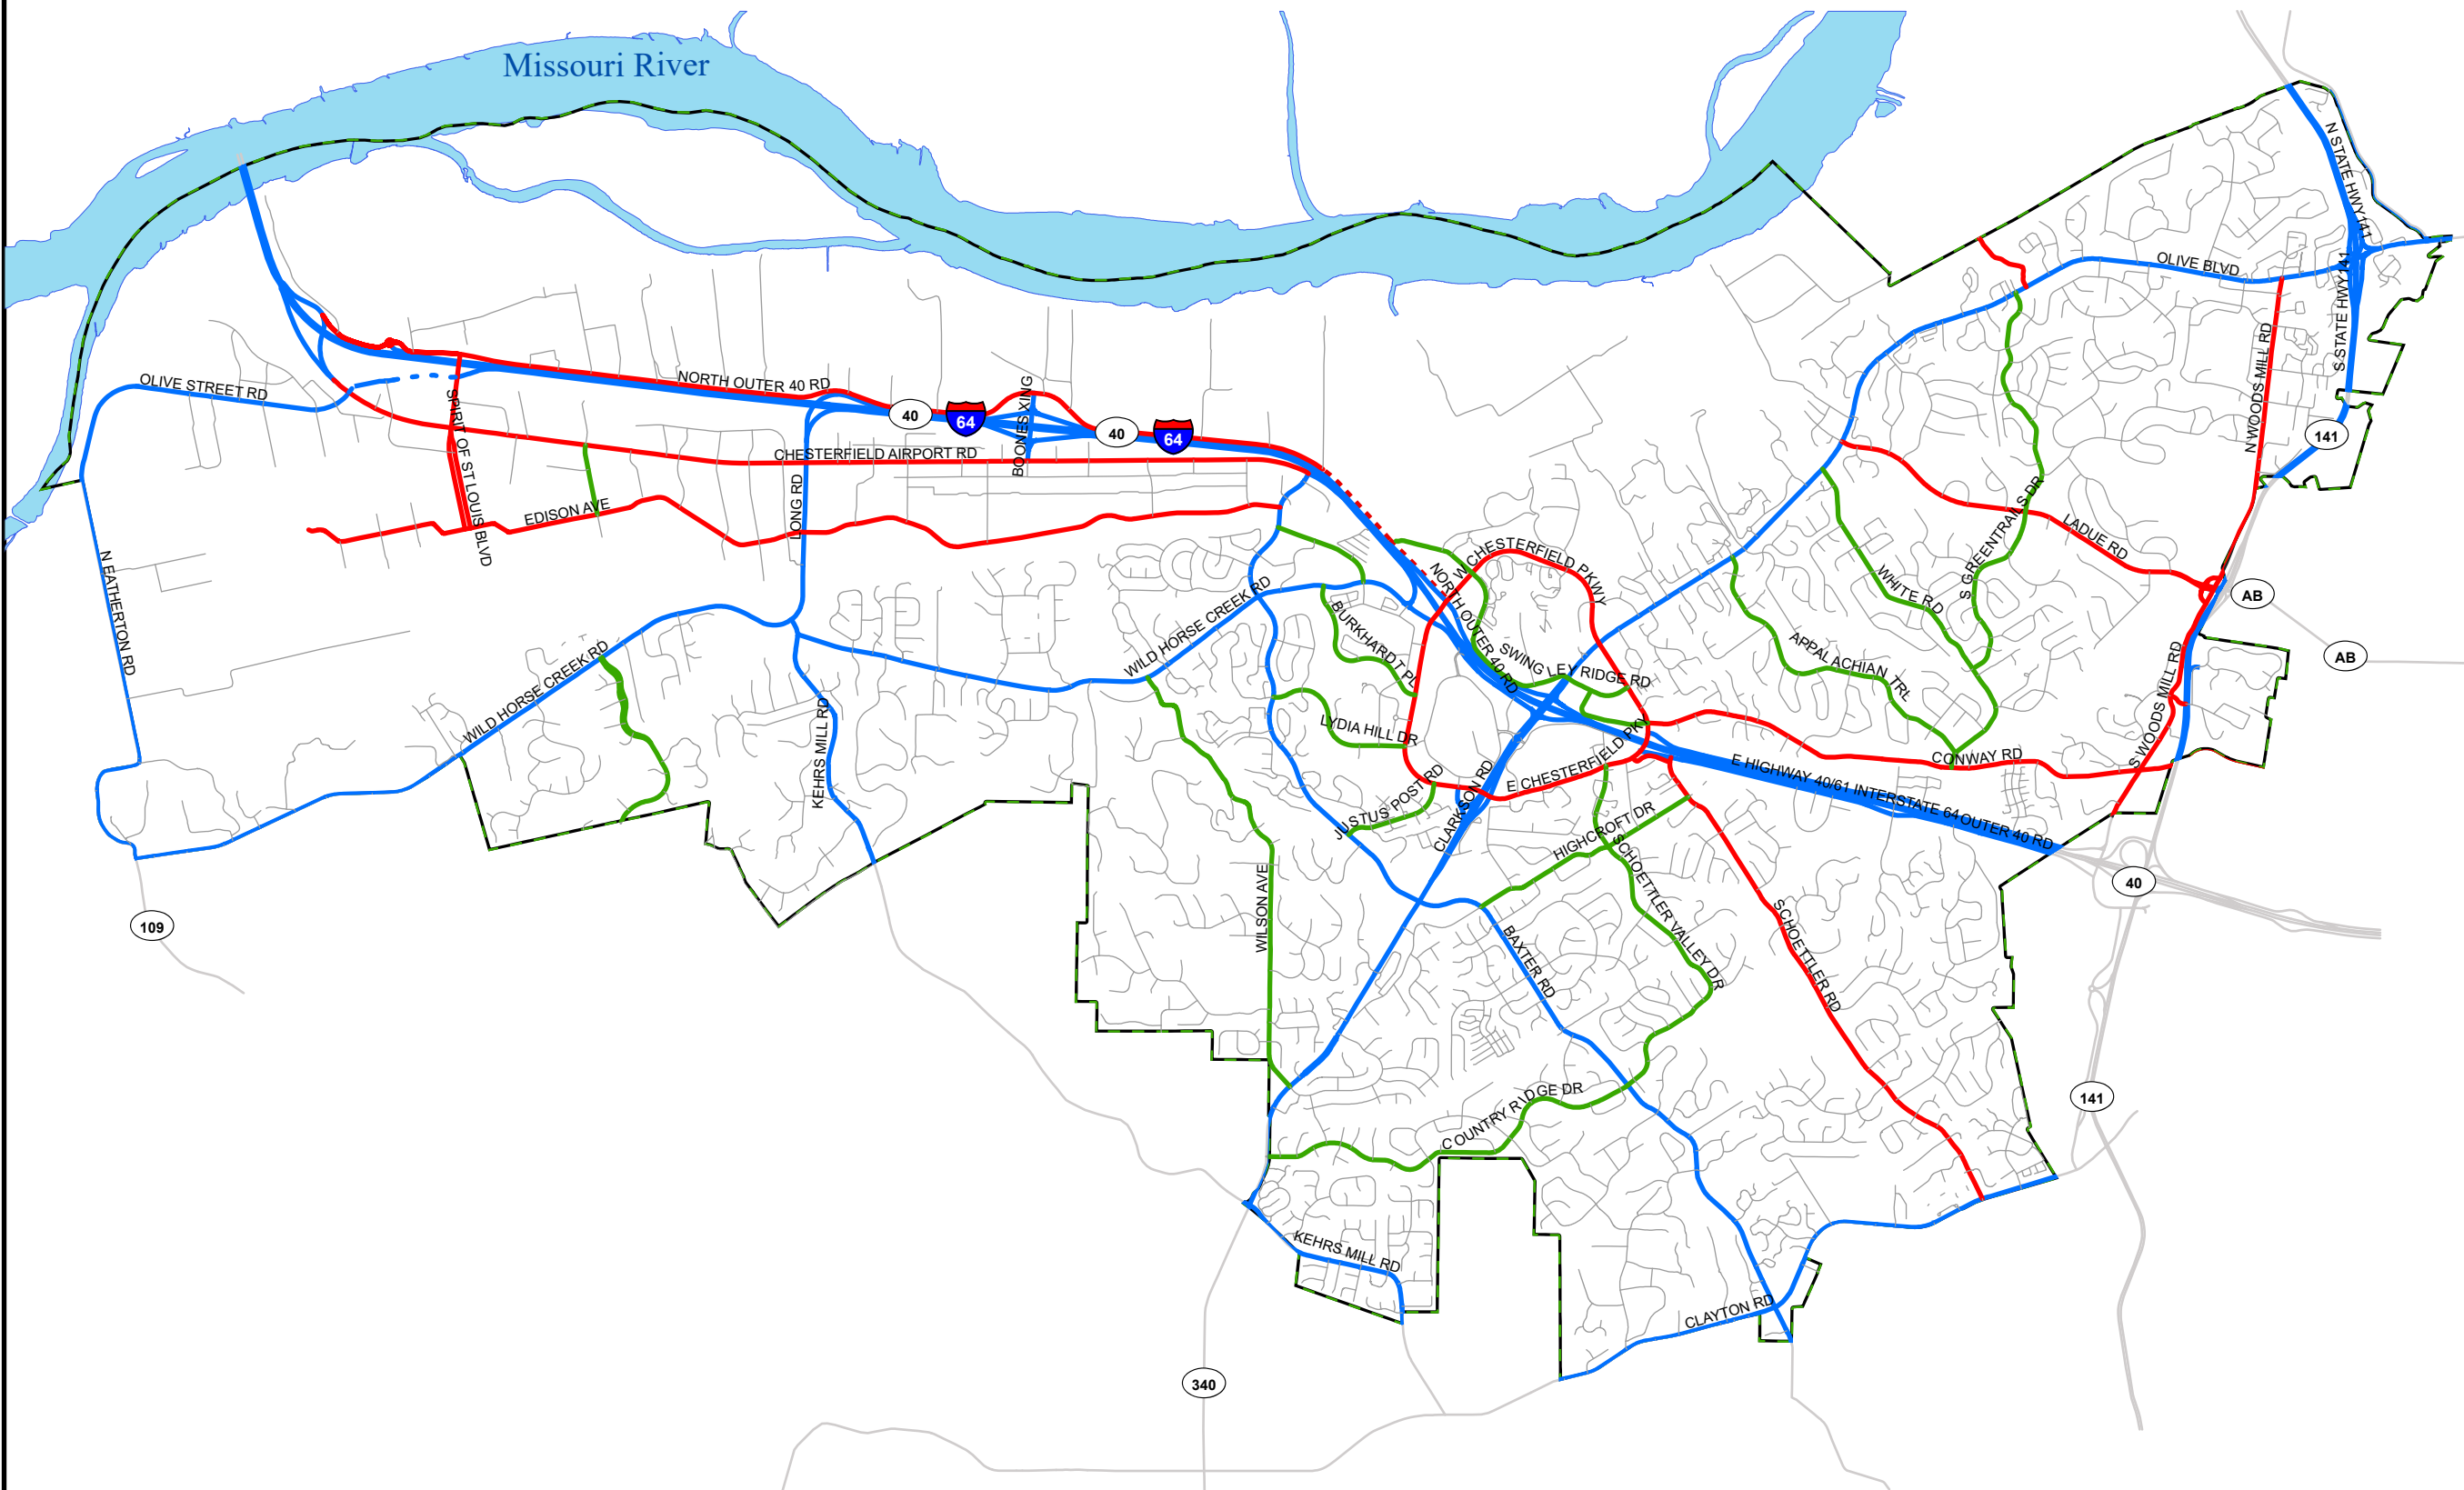 Missouri River
N STATE HWY 141
OLIVE BLVD
S STATE HWY 141
N WOODS MILL RD
141
OLIVE STREET RD
NORTH OUTER 40 RD
40
64
40
64
BOONES XING
SPIRIT OF ST LOUIS BLVD
CHESTERFIELD AIRPORT RD
LONG RD
EDISON AVE
N EATHERTON RD
W CHESTERFIELD PKWY
NORTH OUTER 40 RD
LADUE RD
S GREENTRAILS DR
WHITE RD
AB
AB
WILD HORSE CREEK RD
BURKHARDT PL
SWINGLEY RIDGE RD
APPALACHIAN TRL
WILD HORSE CREEK RD
KEHRS MILL RD
LYDIA HILL DR
S WOODS MILL RD
CONWAY RD
E CHESTERFIELD PKY
E HIGHWAY 40/61 INTERSTATE 64 OUTER 40 RD
JUSTUS POST RD
CLARKSON RD
HIGHCROFT DR
SCHOETTLER VALLEY DR
40
109
WILSON AVE
BAXTER RD
SCHOETTLER RD
COUNTRY RIDGE DR
141
KEHRS MILL RD
CLAYTON RD
340